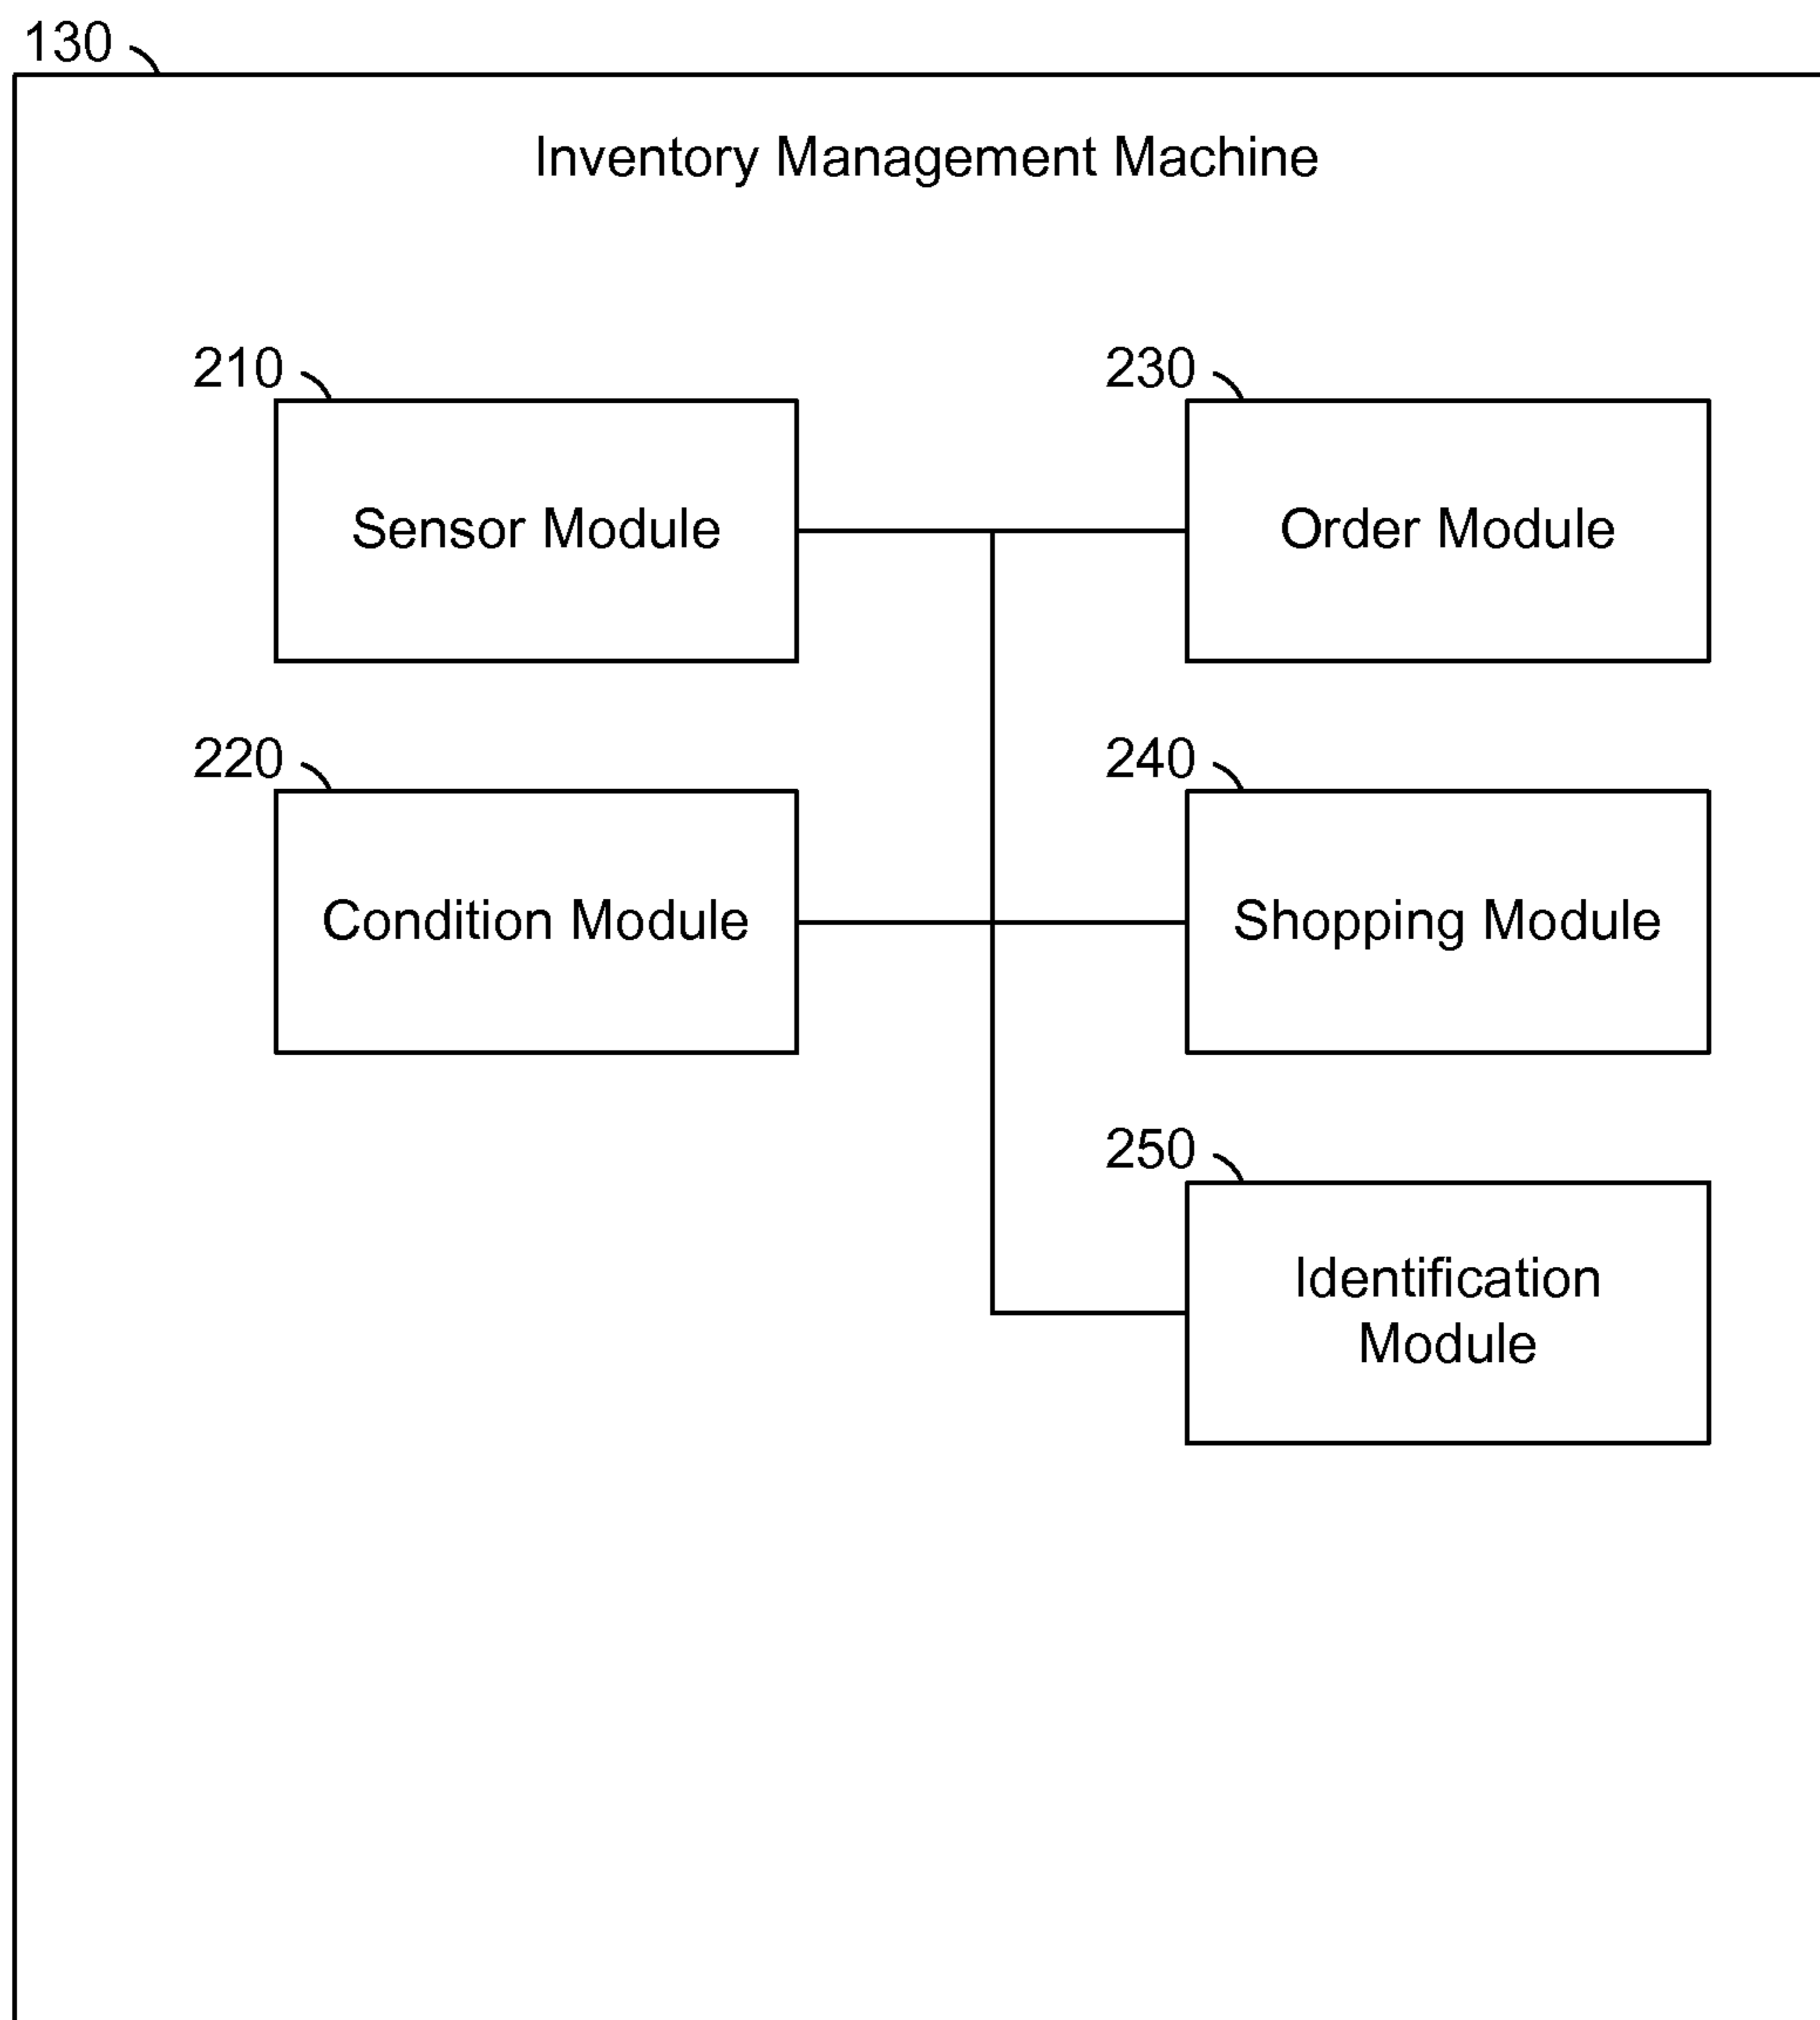 130
Inventory Management Machine
210
230
Sensor Module
Order Module
220
240
Condition Module
Shopping Module
250
Identification
Module